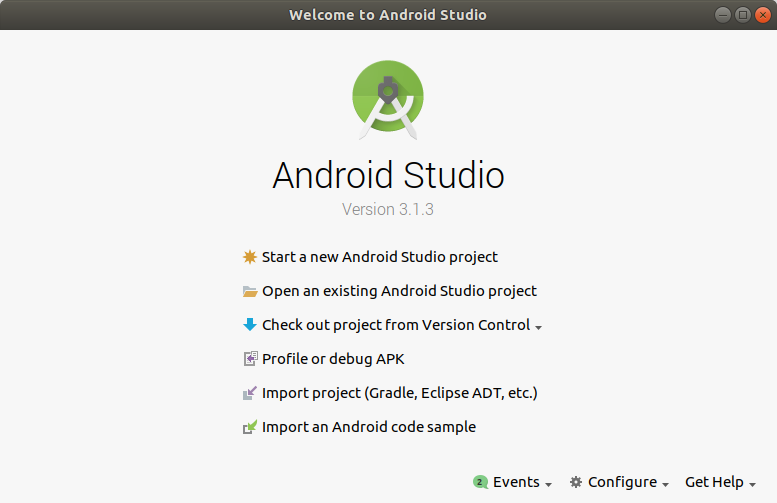 Welcome to Android Studio
Android Studio
Version 3.1.3
Start a new Android Studio project
Open an existing Android Studio project
Check out project from Version Control
Profile or debug APK
Import project (Gradle, Eclipse ADT, etc.)
Import an Android code sample
2 Events Configure Get Help